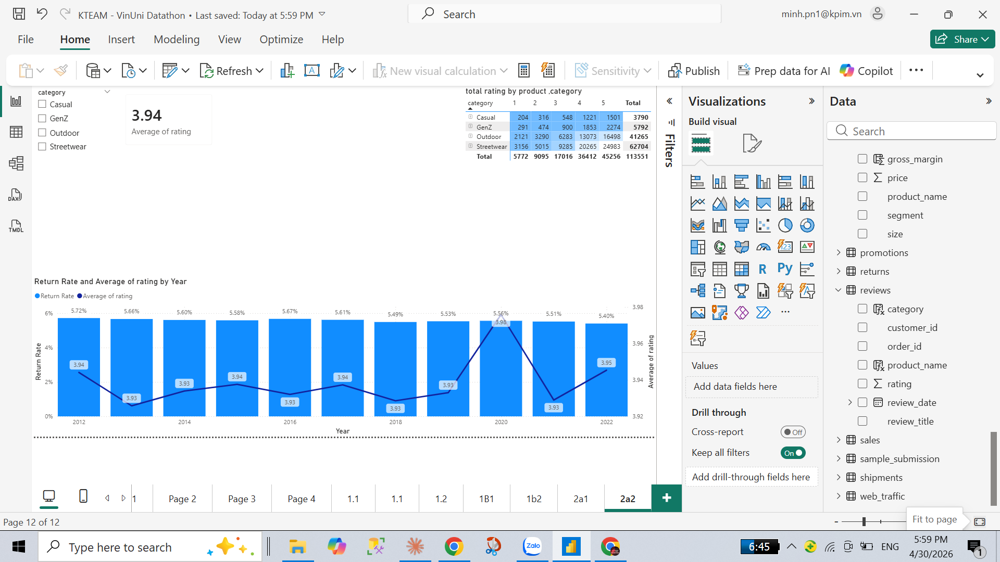 KTEAM - VinUni Datathon • Last saved: Today at 5:59 PM
Search
minh.pn1@kpim.vn
File Home Insert Modeling View Optimize Help
Share
Refresh
New visual calculation
Sensitivity
Publish
Prep data for AI
Copilot
category
Casual
GenZ
Outdoor
Streetwear
3.94
Average of rating
total rating by product ,category
category 1 2 3 4 5 Total
Casual 204 316 548 1221 1501 3790
GenZ 291 474 900 1853 2274 5792
Outdoor 2121 3290 6283 13073 16498 41265
Streetwear 3156 5015 9285 20265 24983 62704
Total 5772 9095 17016 36412 45256 113551
Return Rate and Average of rating by Year
Return Rate Average of rating
6%
4%
2%
0%
Return Rate
5.72% 5.66% 5.60% 5.58% 5.67% 5.61% 5.49% 5.53% 5.56% 5.51% 5.40%
3.94 3.93 3.93 3.94 3.93 3.94 3.93 3.93 3.98 3.93 3.95
3.98
3.96
3.94
3.92
Average of rating
2012 2014 2016 2018 2020 2022
Year
Filters
Visualizations
Build visual
123
R
Py
Values
Add data fields here
Drill through
Cross-report
Off
Keep all filters
On
Add drill-through fields here
Data
Search
gross_margin
price
product_name
segment
size
promotions
returns
reviews
category
customer_id
order_id
product_name
rating
review_date
review_title
sales
sample_submission
shipments
web_traffic
DAX
TMDL
1 Page 2 Page 3 Page 4 1.1 1.1 1.2 1B1 1b2 2a1 2a2
Page 12 of 12
Fit to page
Type here to search
Zalo
6:45
ENG
5:59 PM
4/30/2026
1